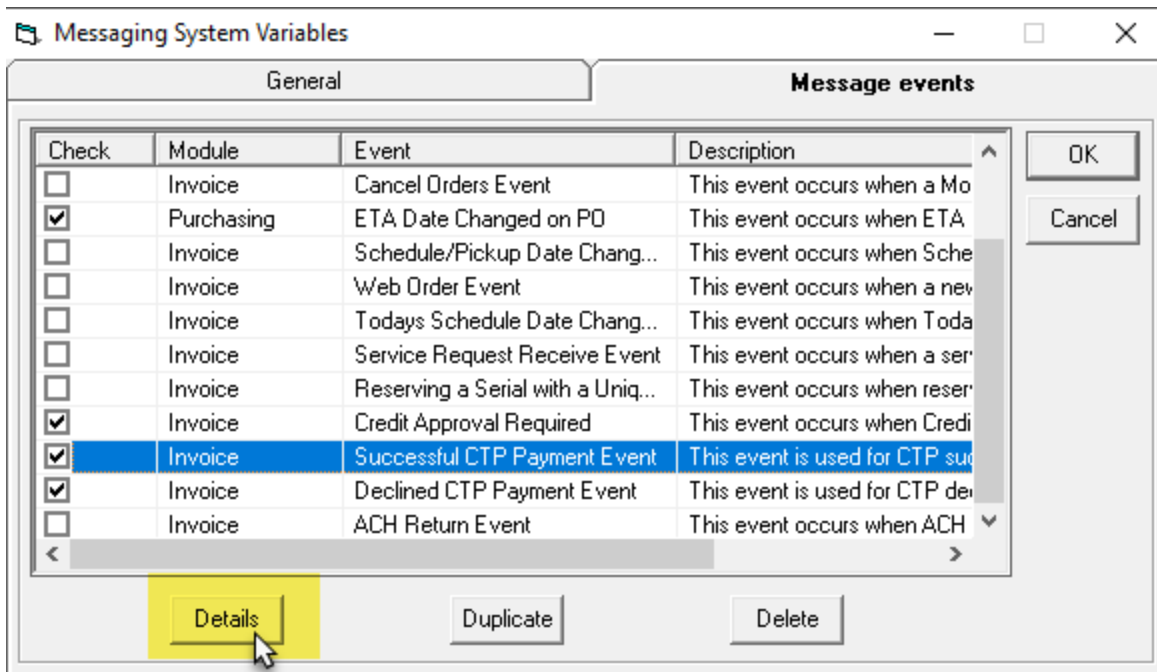 Messaging System Variables
General Message events
Check Module Event Description
OK
Invoice Cancel Orders Event This event occurs when a Mo
Purchasing ETA Date Changed on PO This event occurs when ETA
Cancel
Invoice Schedule/Pickup Date Chang... This event occurs when Sche
Invoice Web Order Event This event occurs when a new
Invoice Todays Schedule Date Chang... This event occurs when Toda
Invoice Service Request Receive Event This event occurs when a ser
Invoice Reserving a Serial with a Uniq... This event occurs when reser
Invoice Credit Approval Required This event occurs when Credi
Invoice Successful CTP Payment Event This event is used for CTP suc
Invoice Declined CTP Payment Event This event is used for CTP de
Invoice ACH Return Event This event occurs when ACH
Details Duplicate Delete